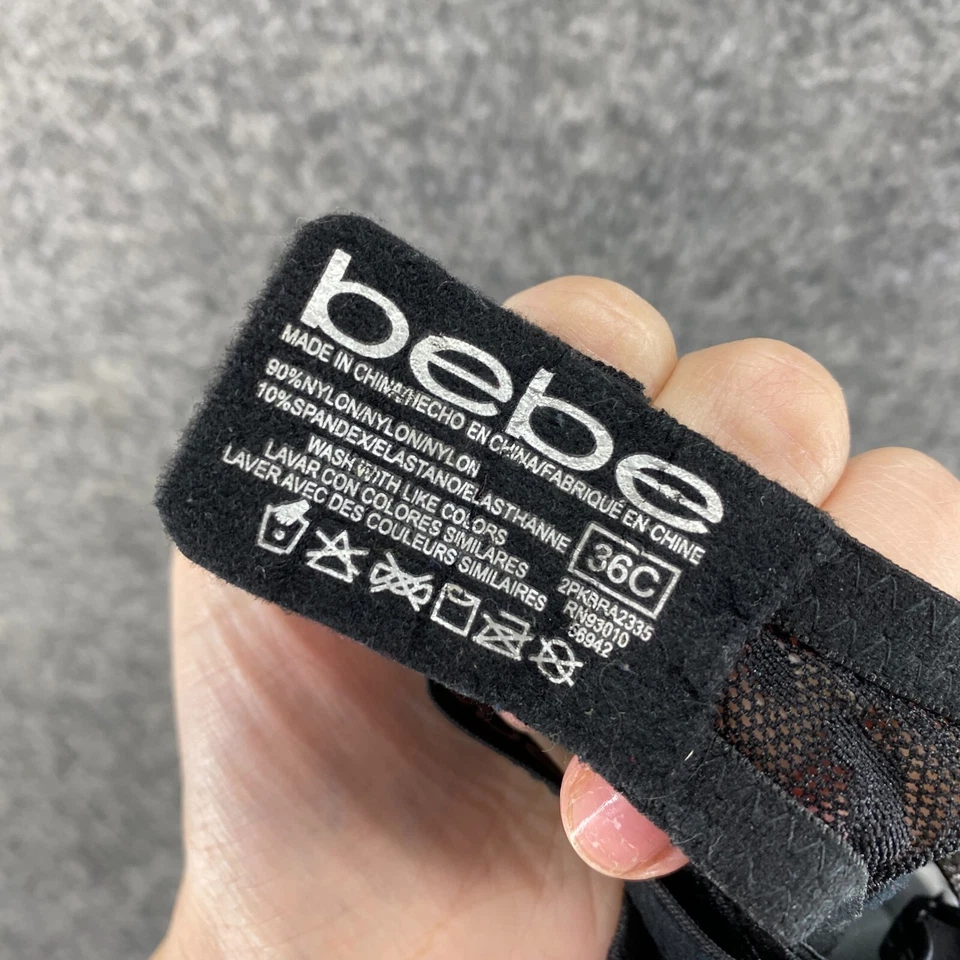 bebe
MADE IN CHINA/HECHO EN CHINA/FABRIQUÉ EN CHINE
90%NYLON/NYLON/NYLON
10%SPANDEX/ELASTANO/ELASTHANNE
WASH WITH LIKE COLORS
LAVAR CON COLORES SIMILARES
LAVER AVEC DES COULEURS SIMILAIRES
36C
2PKBRA2335
RN93010
56942